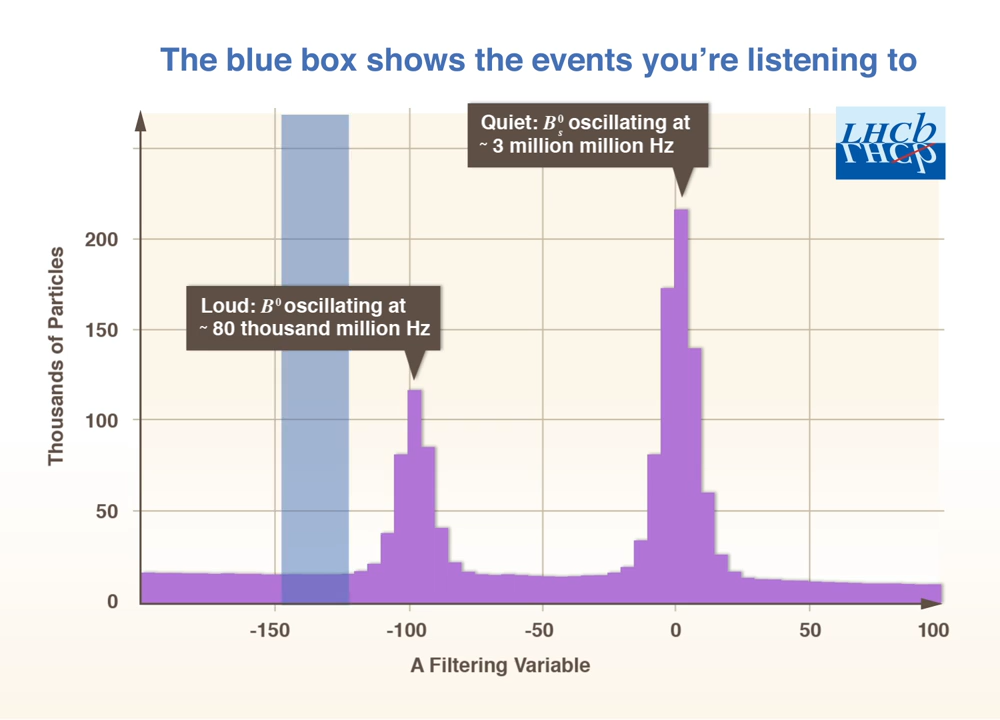 The blue box shows the events you’re listening to
Quiet: B⁰ₛ oscillating at
~ 3 million million Hz
LHCb
LHCb
Loud: B⁰ oscillating at
~ 80 thousand million Hz
Thousands of Particles
200
150
100
50
0
-150 -100 -50 0 50 100
A Filtering Variable